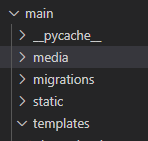 main
__pycache__
media
migrations
static
templates